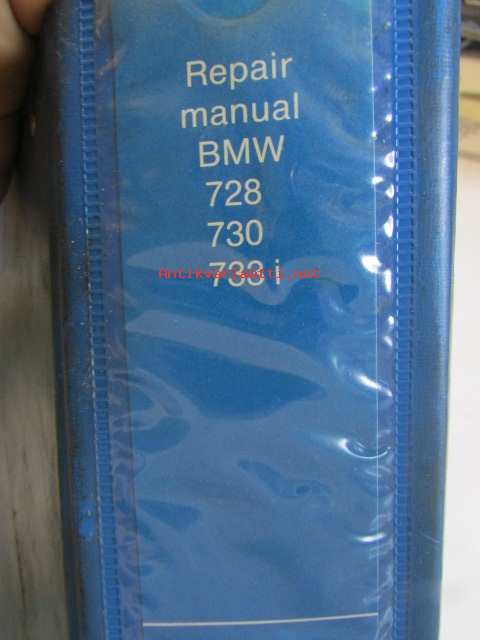 Repair
manual
BMW
728
730
733 i
Antikvariaatti.net